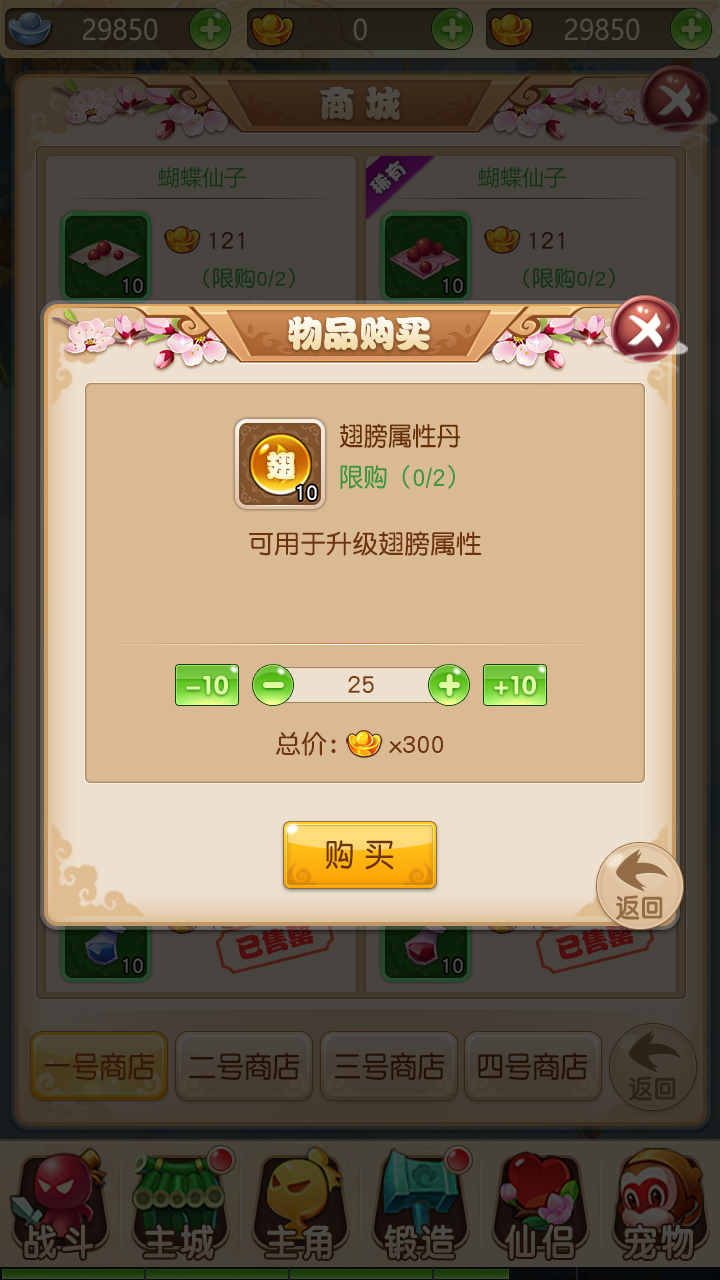 29850 0 29850
商城
蝴蝶仙子 稀有 蝴蝶仙子
121 121
(限购0/2) (限购0/2)
10 10
物品购买
翅膀属性丹
翅 10
限购（0/2）
可用于升级翅膀属性
-10 25 +10
总价： x300
购买
返回
已售罄 已售罄
10 10
一号商店 二号商店 三号商店 四号商店 返回
战斗 主城 主角 锻造 仙侣 宠物